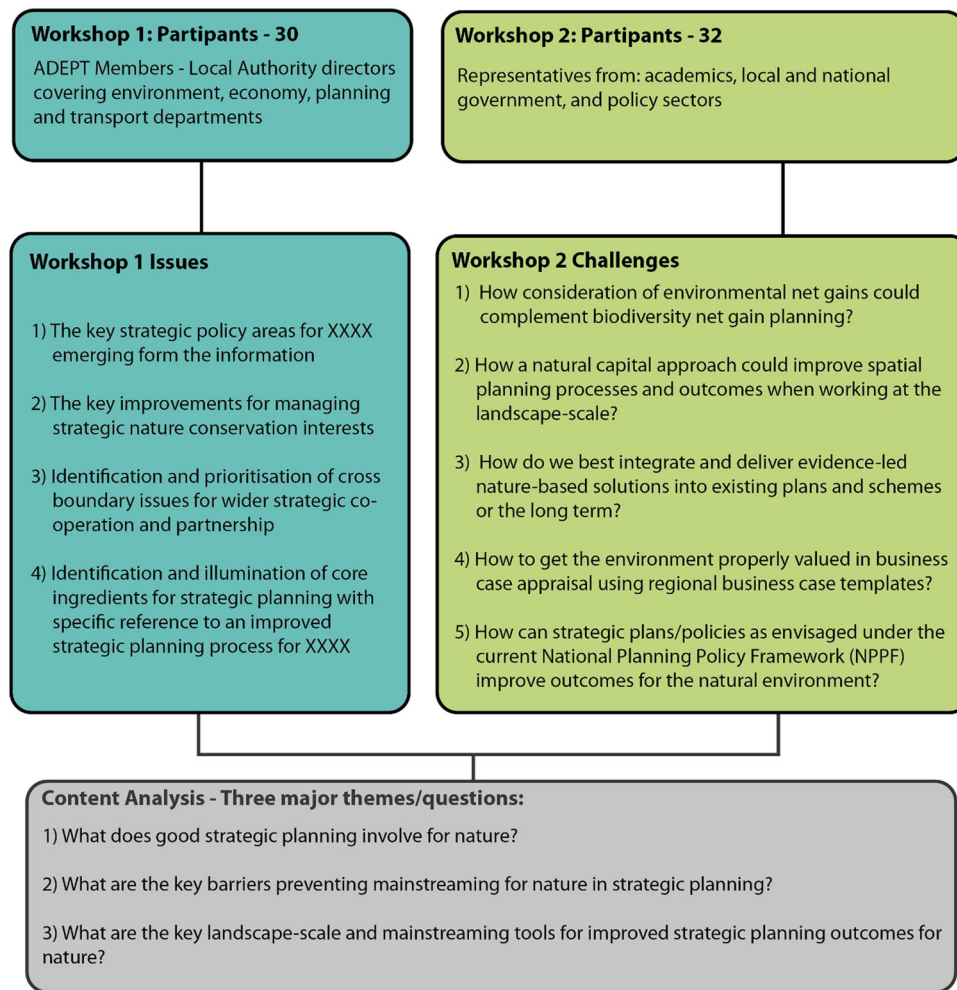 Workshop 1: Partipants - 30
ADEPT Members - Local Authority directors
covering environment, economy, planning
and transport departments
Workshop 2: Partipants - 32
Representatives from: academics, local and national
government, and policy sectors
Workshop 1 Issues
1) The key strategic policy areas for XXXX
emerging form the information
2) The key improvements for managing
strategic nature conservation interests
3) Identification and prioritisation of cross
boundary issues for wider strategic co-
operation and partnership
4) Identification and illumination of core
ingredients for strategic planning with
specific reference to an improved
strategic planning process for XXXX
Workshop 2 Challenges
1) How consideration of environmental net gains could
complement biodiversity net gain planning?
2) How a natural capital approach could improve spatial
planning processes and outcomes when working at the
landscape-scale?
3) How do we best integrate and deliver evidence-led
nature-based solutions into existing plans and schemes
or the long term?
4) How to get the environment properly valued in business
case appraisal using regional business case templates?
5) How can strategic plans/policies as envisaged under the
current National Planning Policy Framework (NPPF)
improve outcomes for the natural environment?
Content Analysis - Three major themes/questions:
1) What does good strategic planning involve for nature?
2) What are the key barriers preventing mainstreaming for nature in strategic planning?
3) What are the key landscape-scale and mainstreaming tools for improved strategic planning outcomes for
nature?